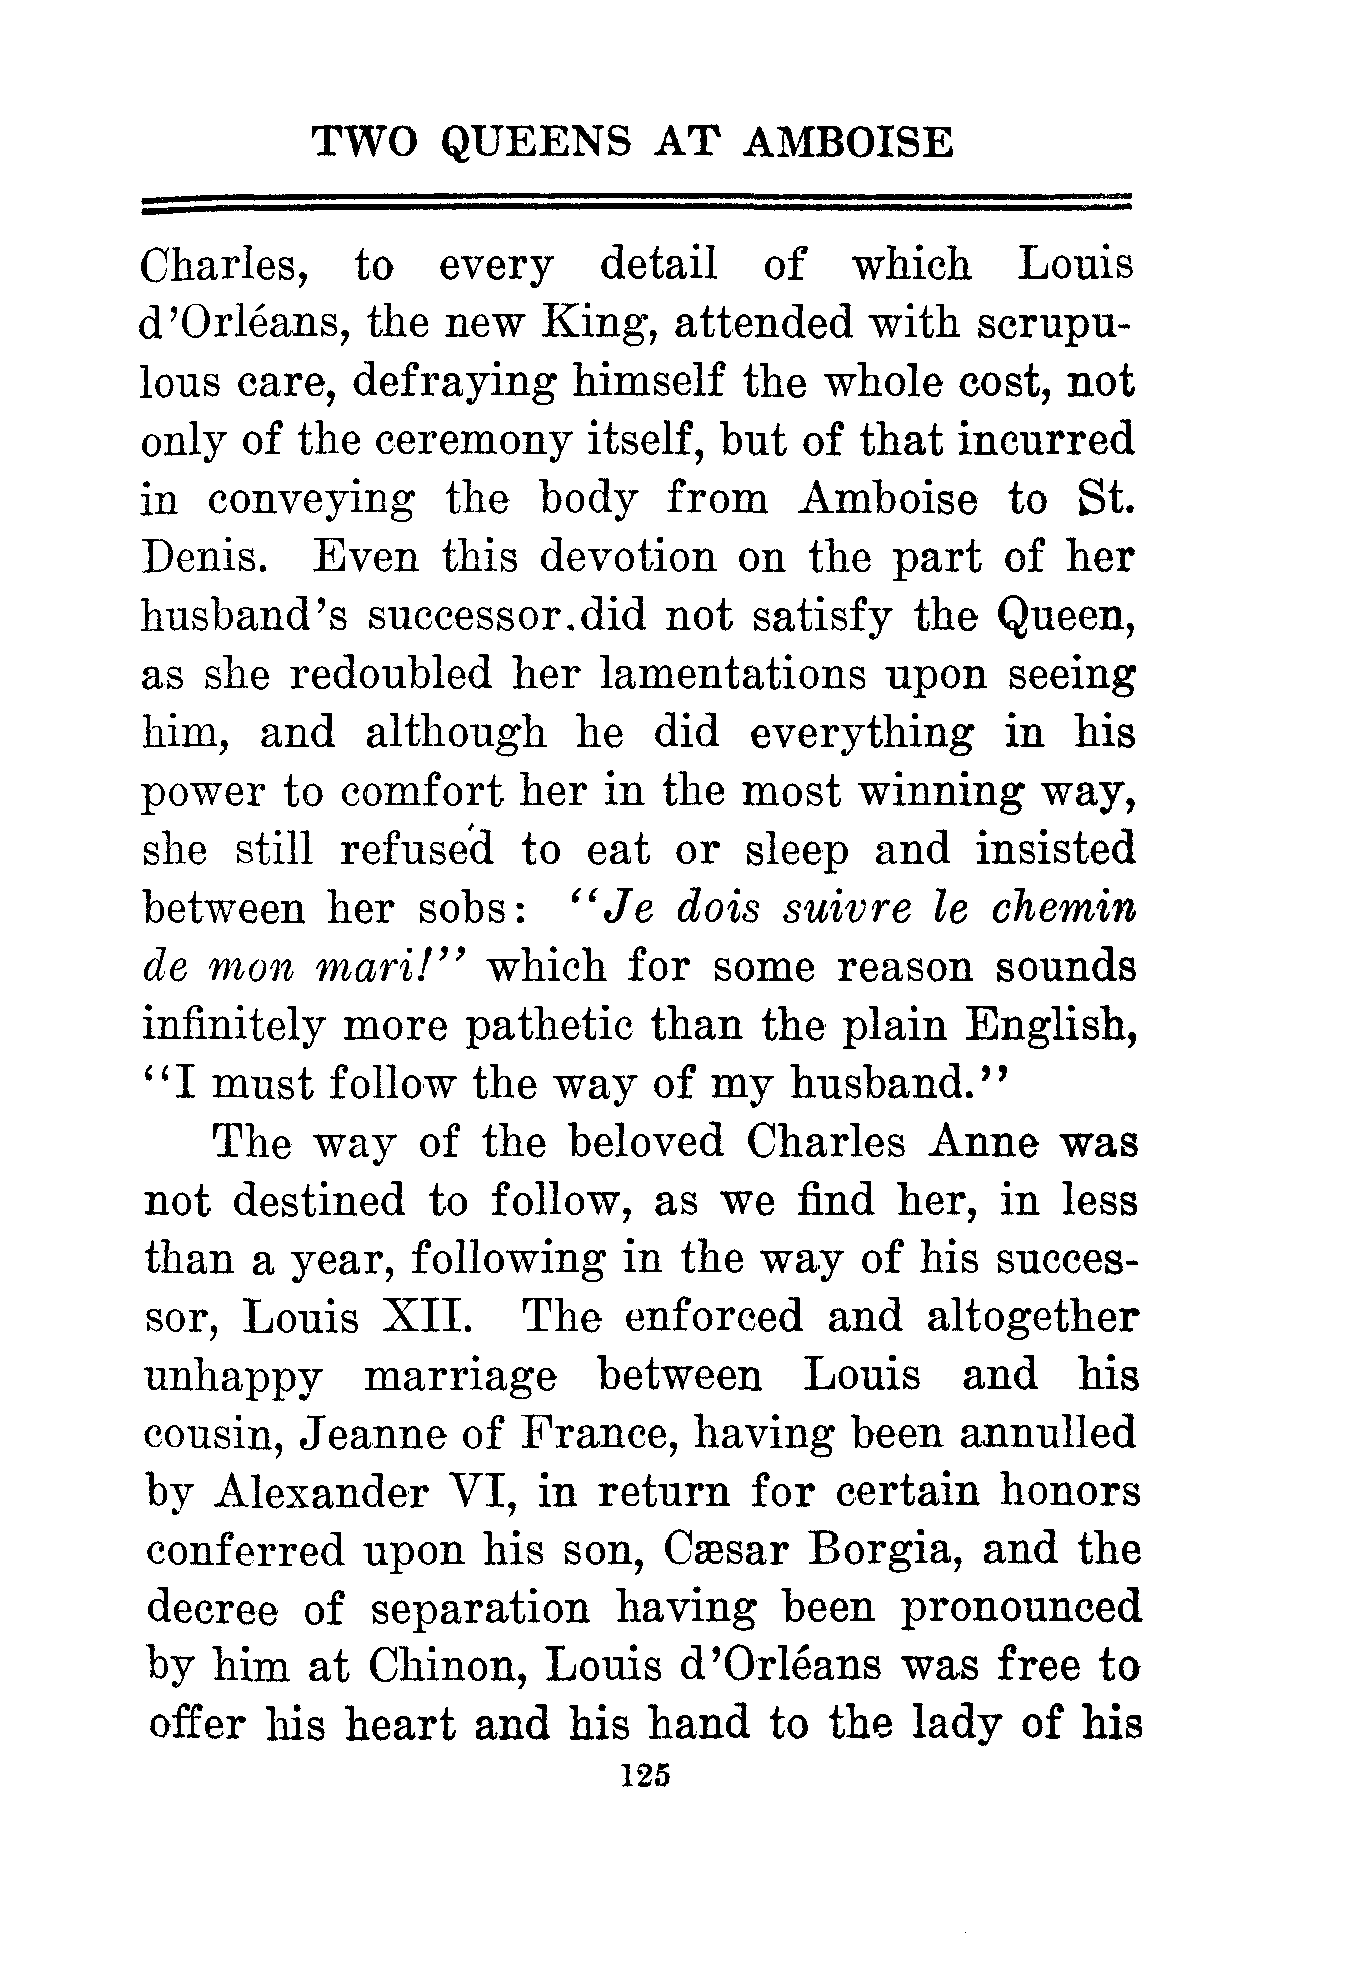 TWO QUEENS AT AMBOISE
Charles, to every detail of which Louis
d'Orléans, the new King, attended with scrupu-
lous care, defraying himself the whole cost, not
only of the ceremony itself, but of that incurred
in conveying the body from Amboise to St.
Denis. Even this devotion on the part of her
husband's successor did not satisfy the Queen,
as she redoubled her lamentations upon seeing
him, and although he did everything in his
power to comfort her in the most winning way,
she still refused to eat or sleep and insisted
between her sobs: "Je dois suivre le chemin
de mon mari!" which for some reason sounds
infinitely more pathetic than the plain English,
"I must follow the way of my husband."
The way of the beloved Charles Anne was
not destined to follow, as we find her, in less
than a year, following in the way of his succes-
sor, Louis XII. The enforced and altogether
unhappy marriage between Louis and his
cousin, Jeanne of France, having been annulled
by Alexander VI, in return for certain honors
conferred upon his son, Cæsar Borgia, and the
decree of separation having been pronounced
by him at Chinon, Louis d'Orléans was free to
offer his heart and his hand to the lady of his
125